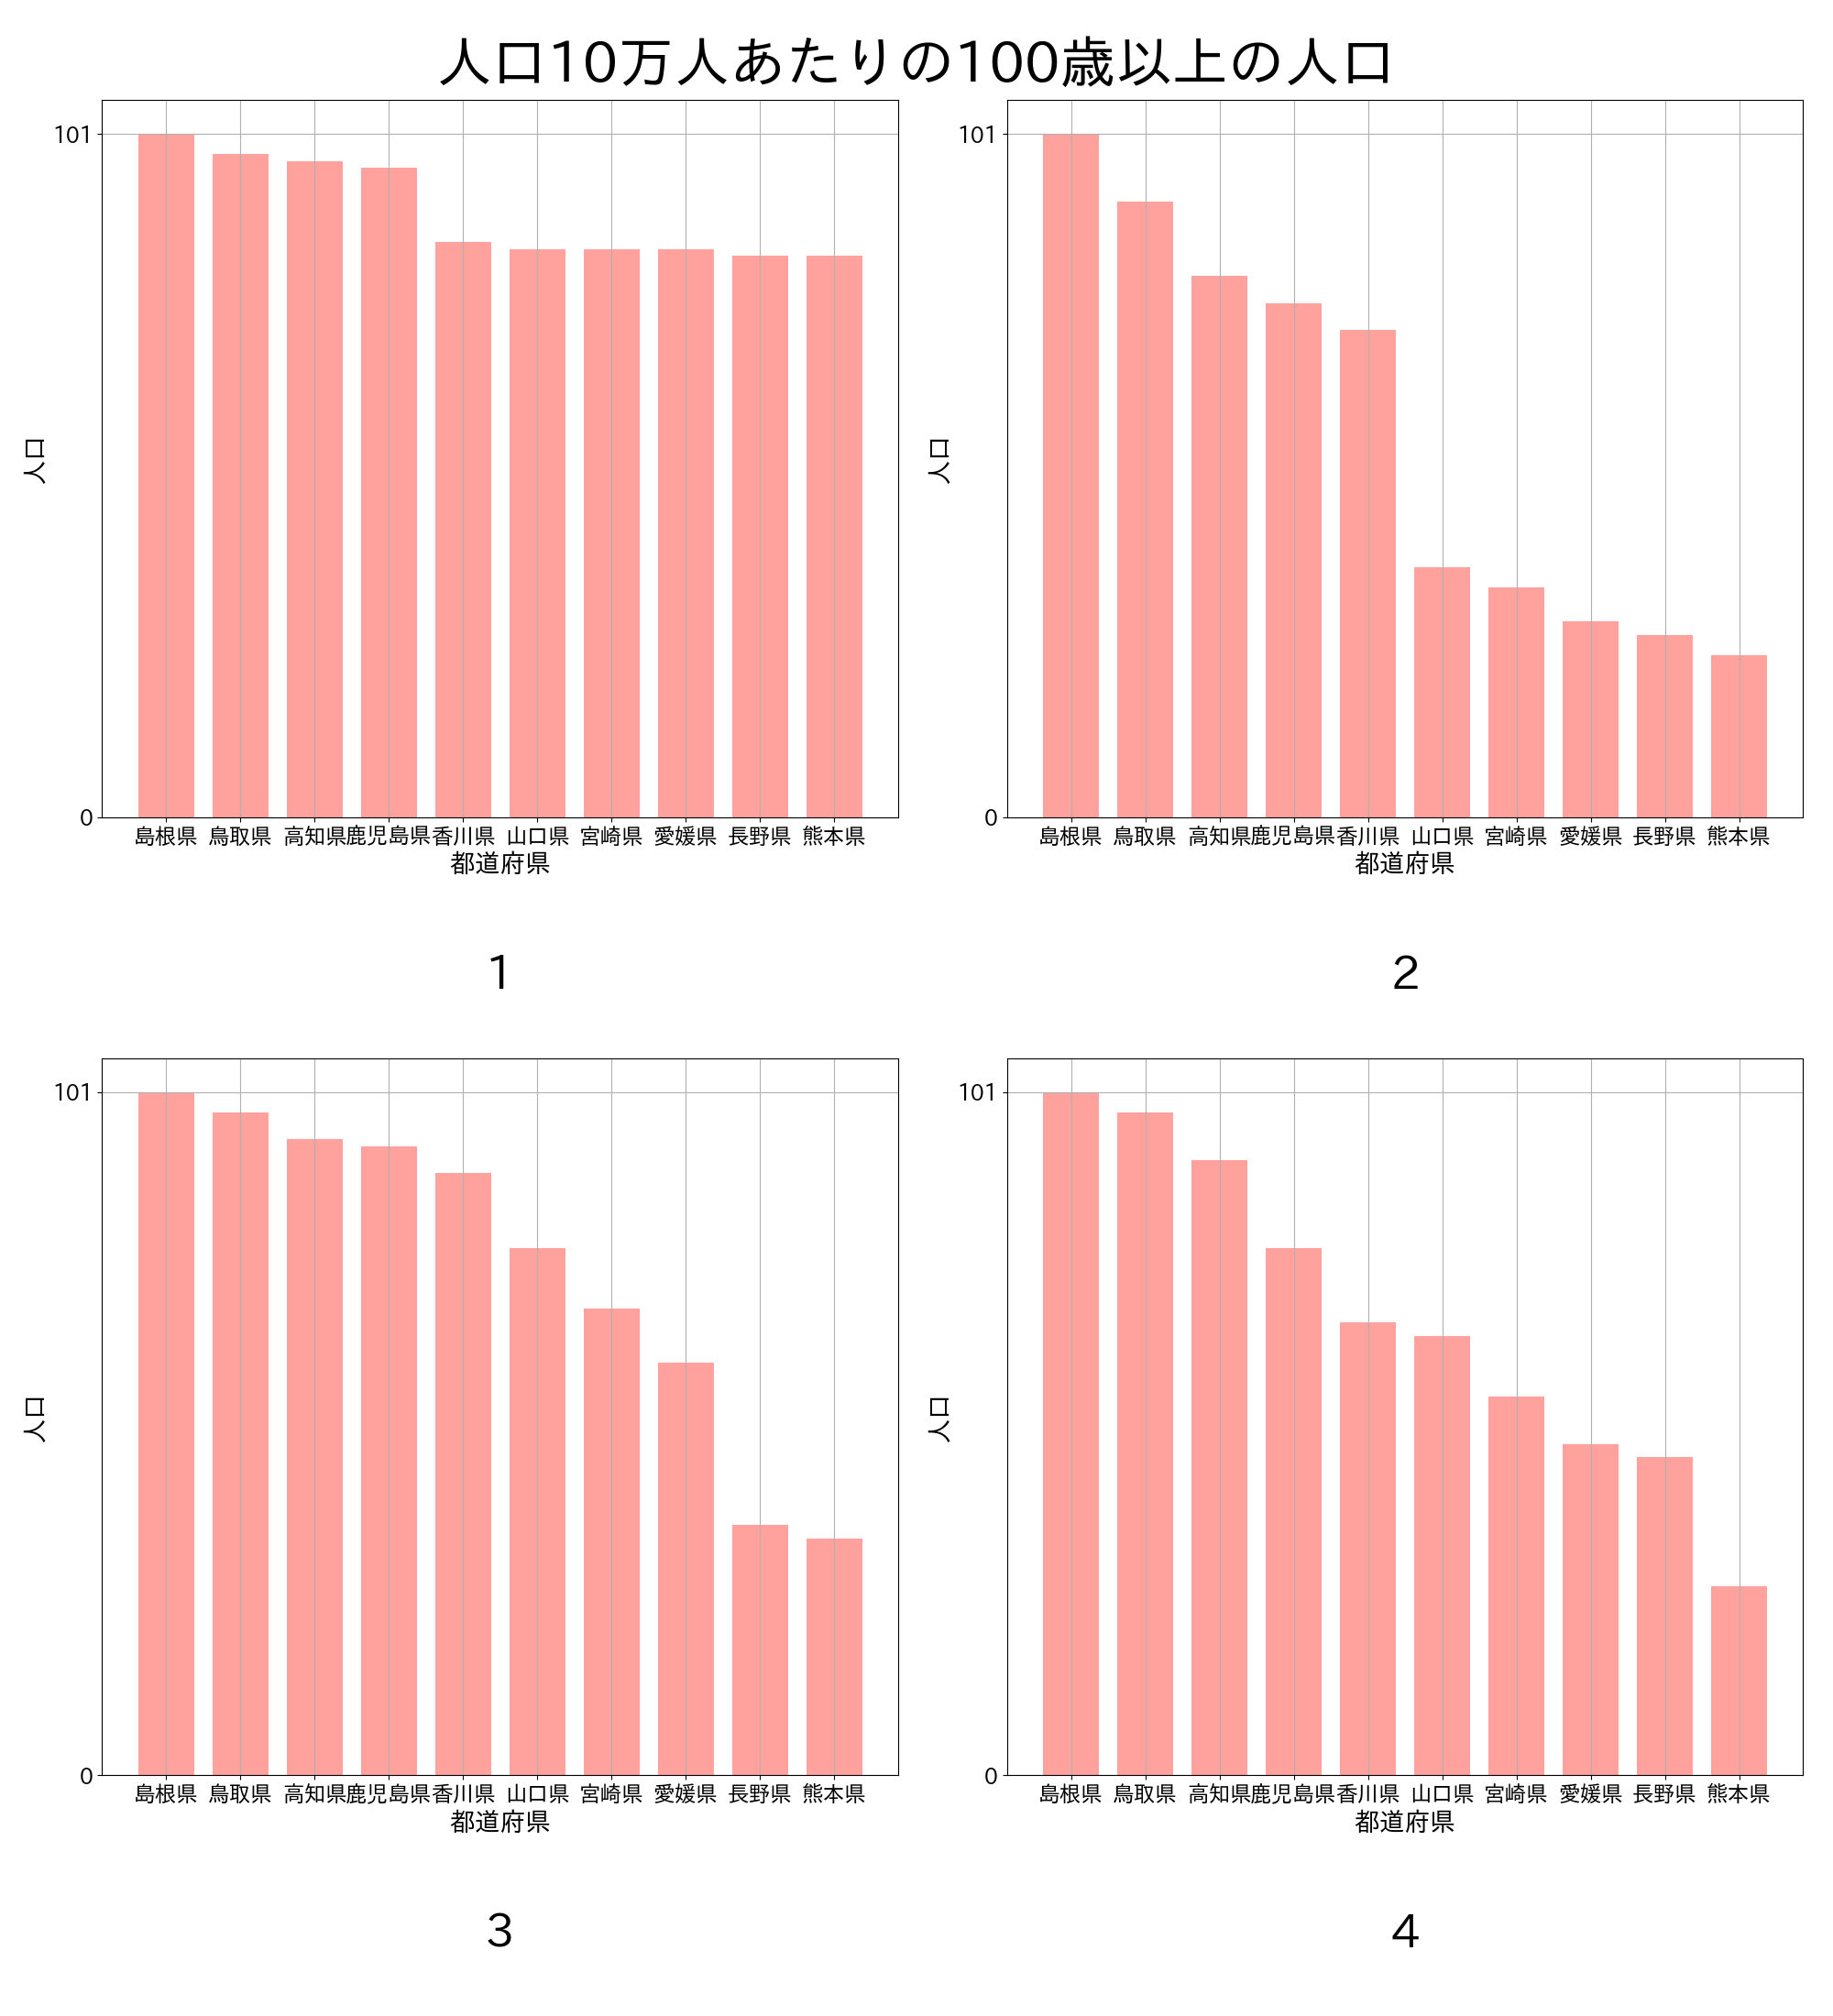 人口10万人あたりの100歳以上の人口
101
0
人口
島根県 鳥取県 高知県 鹿児島県 香川県 山口県 宮崎県 愛媛県 長野県 熊本県
都道府県
1
101
0
人口
島根県 鳥取県 高知県 鹿児島県 香川県 山口県 宮崎県 愛媛県 長野県 熊本県
都道府県
2
101
0
人口
島根県 鳥取県 高知県 鹿児島県 香川県 山口県 宮崎県 愛媛県 長野県 熊本県
都道府県
3
101
0
人口
島根県 鳥取県 高知県 鹿児島県 香川県 山口県 宮崎県 愛媛県 長野県 熊本県
都道府県
4